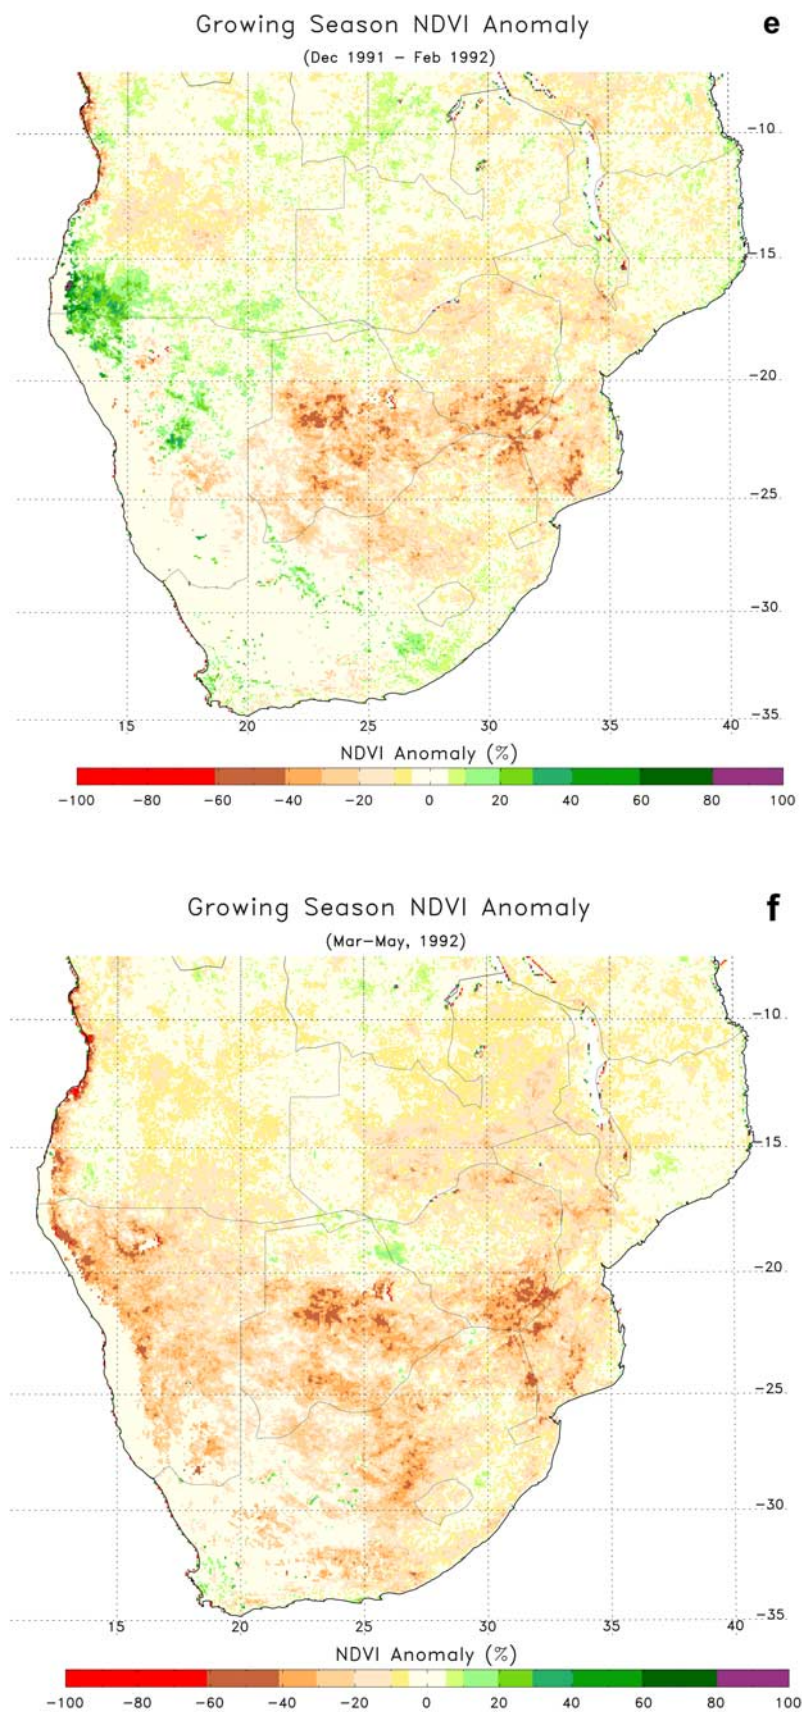 Growing Season NDVI Anomaly e
(Dec 1991 – Feb 1992)
−10
−15
−20
−25
−30
−35
15 20 25 30 35 40
NDVI Anomaly (%)
−100 −80 −60 −40 −20 0 20 40 60 80 100
Growing Season NDVI Anomaly f
(Mar–May, 1992)
−10
−15
−20
−25
−30
−35
15 20 25 30 35 40
NDVI Anomaly (%)
−100 −80 −60 −40 −20 0 20 40 60 80 100